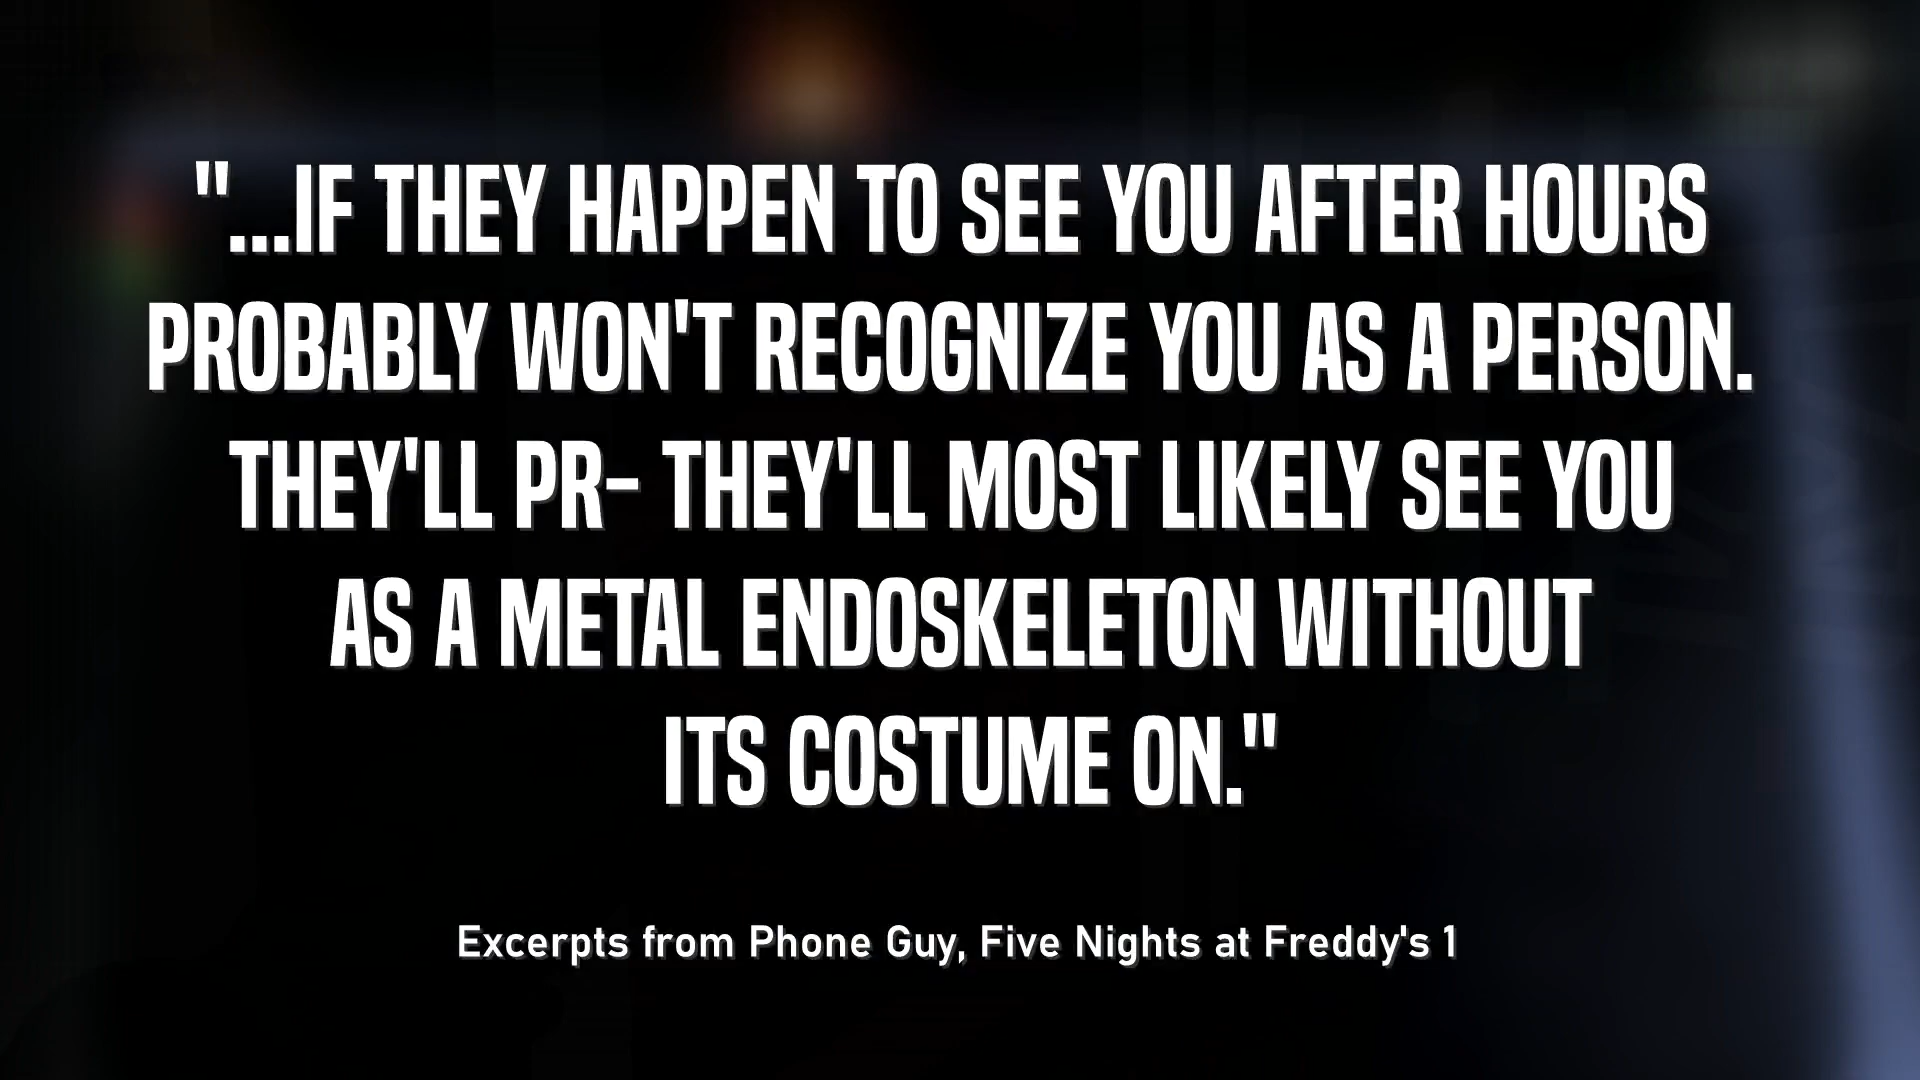 "...IF THEY HAPPEN TO SEE YOU AFTER HOURS
PROBABLY WON'T RECOGNIZE YOU AS A PERSON.
THEY'LL PR- THEY'LL MOST LIKELY SEE YOU
AS A METAL ENDOSKELETON WITHOUT
ITS COSTUME ON."
Excerpts from Phone Guy, Five Nights at Freddy's 1